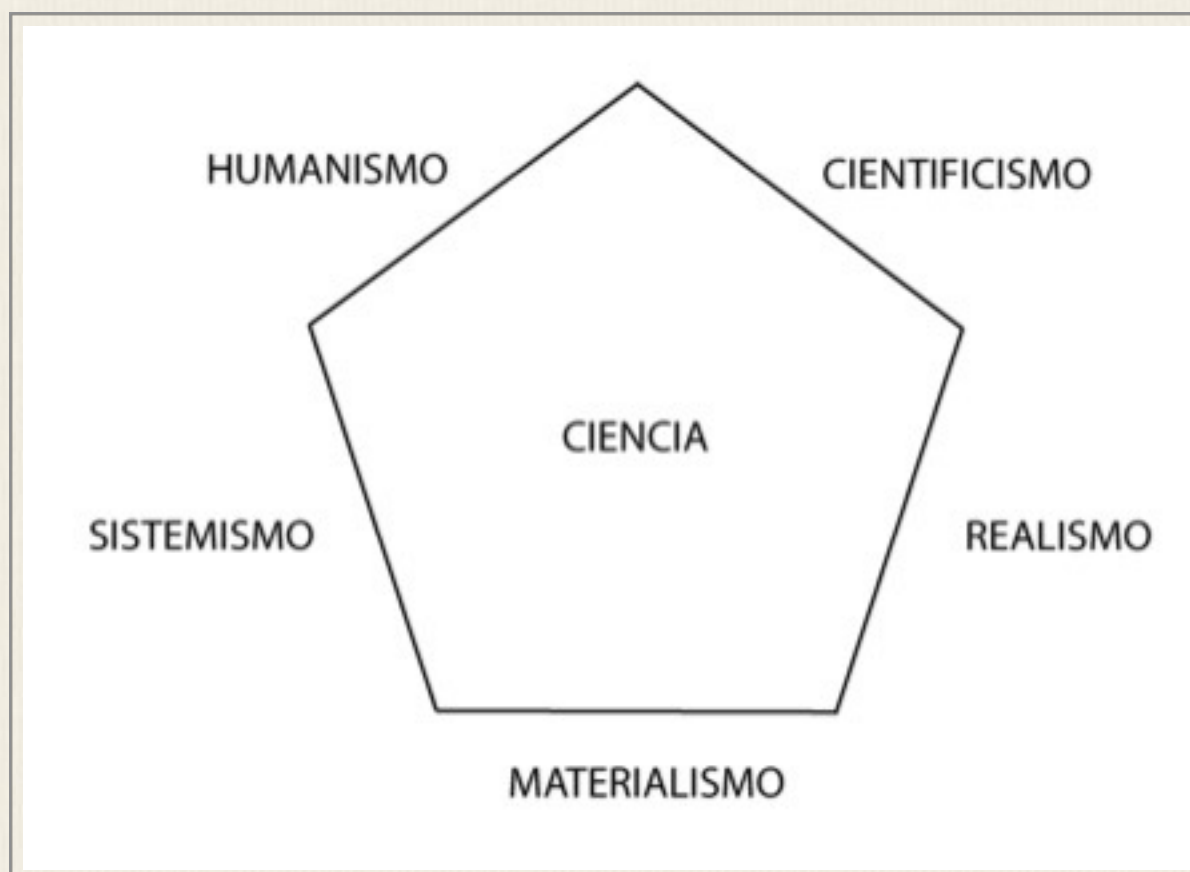 HUMANISMO
CIENTIFICISMO
CIENCIA
SISTEMISMO
REALISMO
MATERIALISMO